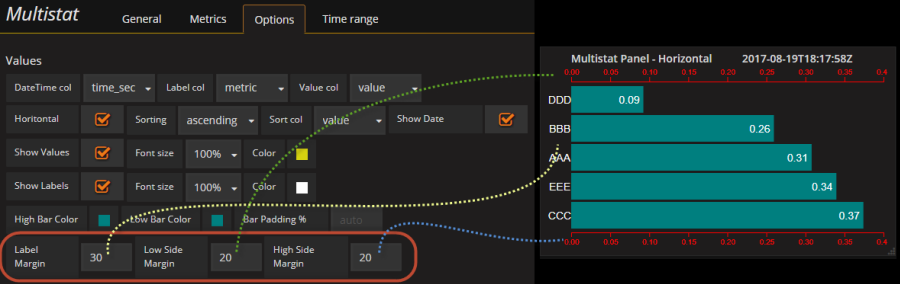 Multistat General Metrics Options Time range
Values
DateTime col time_sec Label col metric Value col value
Horitontal Sorting ascending Sort col value Show Date
Show Values Font size 100% Color
Show Labels Font size 100% Color
High Bar Color Low Bar Color Bar Padding % auto
Label Margin 30 Low Side Margin 20 High Side Margin 20
Multistat Panel - Horizontal 2017-08-19T18:17:58Z
0.00 0.05 0.10 0.15 0.20 0.25 0.30 0.35 0.4
DDD 0.09
BBB 0.26
AAA 0.31
EEE 0.34
CCC 0.37
0.00 0.05 0.10 0.15 0.20 0.25 0.30 0.35 0.4